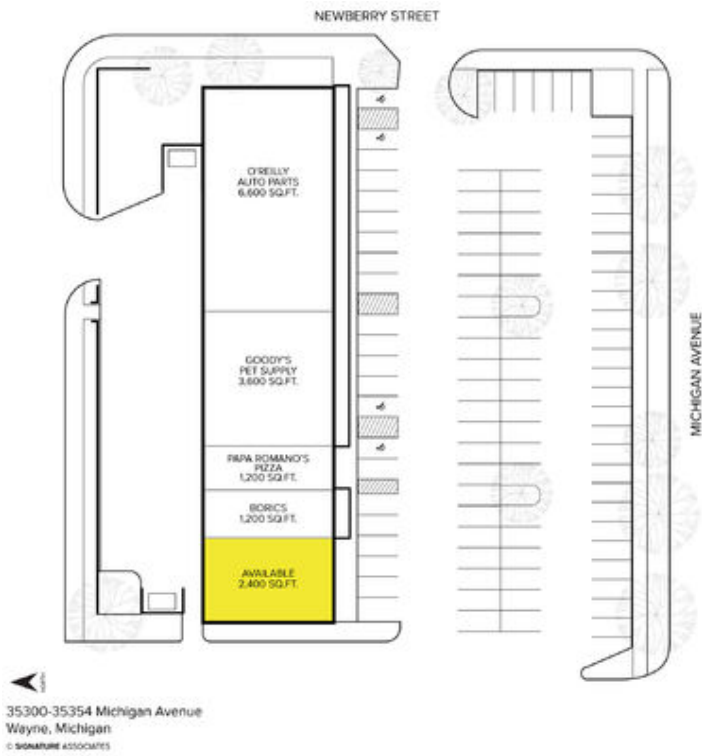 NEWBERRY STREET
O'REILLY
AUTO PARTS
6,600 SQ.FT.
GOODY'S
PET SUPPLY
3,600 SQ.FT.
PAPA ROMANO'S
PIZZA
1,200 SQ.FT.
BORICS
1,200 SQ.FT.
AVAILABLE
2,400 SQ.FT.
MICHIGAN AVENUE
NORTH
35300-35354 Michigan Avenue
Wayne, Michigan
© SIGNATURE ASSOCIATES